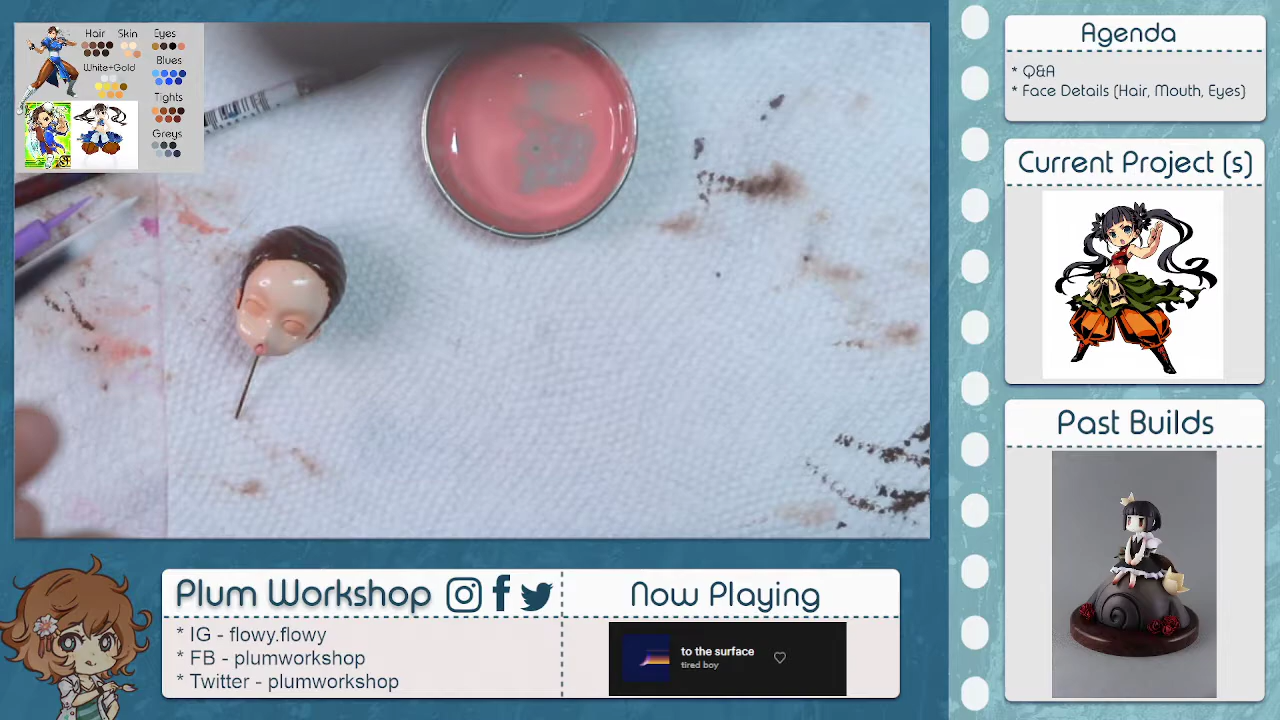 Hair Skin Eyes
White+Gold
Blues
Tights
Greys
Agenda
* Q&A
* Face Details (Hair, Mouth, Eyes)
Current Project (s)
Past Builds
Plum Workshop
* IG - flowy.flowy
* FB - plumworkshop
* Twitter - plumworkshop
Now Playing
to the surface
tired boy